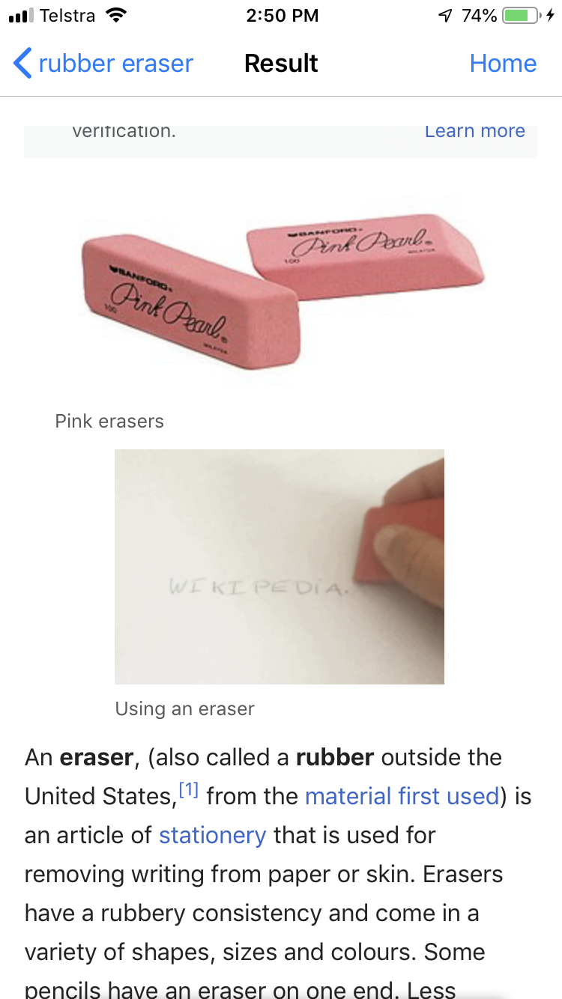 Telstra 2:50 PM 74%
rubber eraser Result Home
verification. Learn more
SANFORD®
Pink Pearl®
100
SANFORD®
Pink Pearl®
100
Pink erasers
WIKIPEDIA.
Using an eraser
An eraser, (also called a rubber outside the
United States,[1] from the material first used) is
an article of stationery that is used for
removing writing from paper or skin. Erasers
have a rubbery consistency and come in a
variety of shapes, sizes and colours. Some
pencils have an eraser on one end. Less